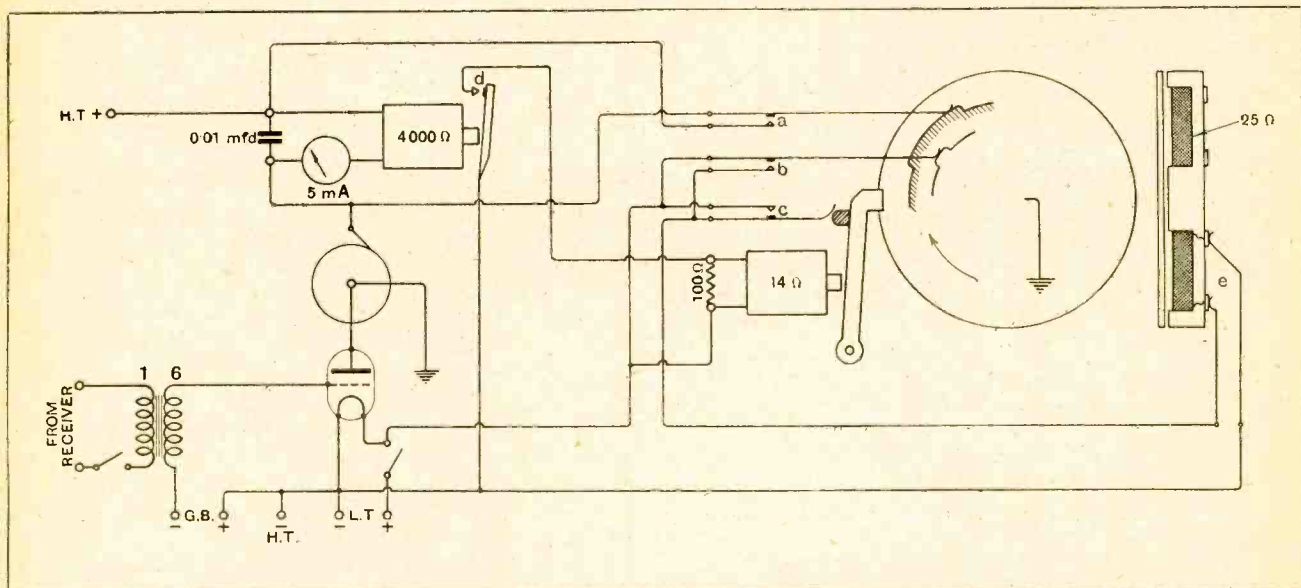 H.T +
0·01 mfd
5 mA
4000 Ω
d
a
b
c
100 Ω
14 Ω
25 Ω
e
FROM
RECEIVER
1 6
− G.B. + − − L.T +
H.T.